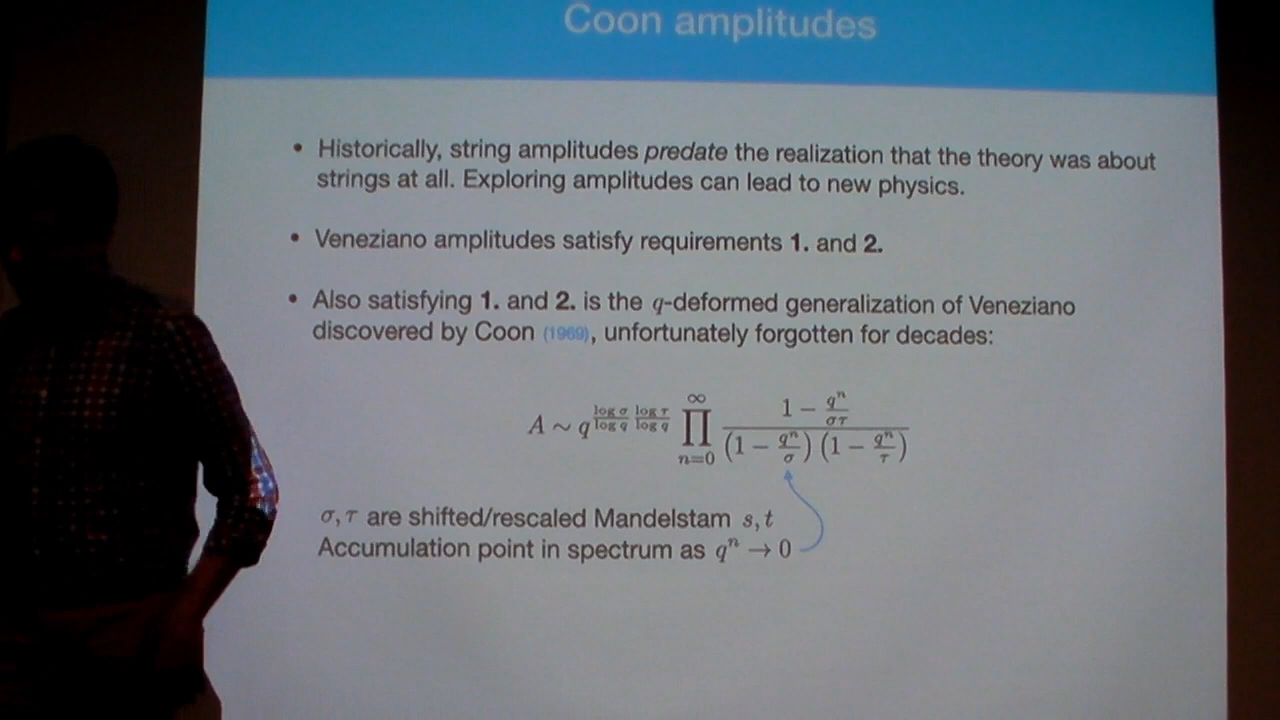 Coon amplitudes
• Historically, string amplitudes predate the realization that the theory was about
strings at all. Exploring amplitudes can lead to new physics.
• Veneziano amplitudes satisfy requirements 1. and 2.
• Also satisfying 1. and 2. is the q-deformed generalization of Veneziano
discovered by Coon (1969), unfortunately forgotten for decades:
A ∼ q^{\frac{\log σ}{\log q} \frac{\log τ}{\log q}} ∏_{n=0}^{∞} \frac{1 − \frac{q^n}{στ}}{(1 − \frac{q^n}{σ})(1 − \frac{q^n}{τ})}
σ, τ are shifted/rescaled Mandelstam s, t
Accumulation point in spectrum as q^n → 0